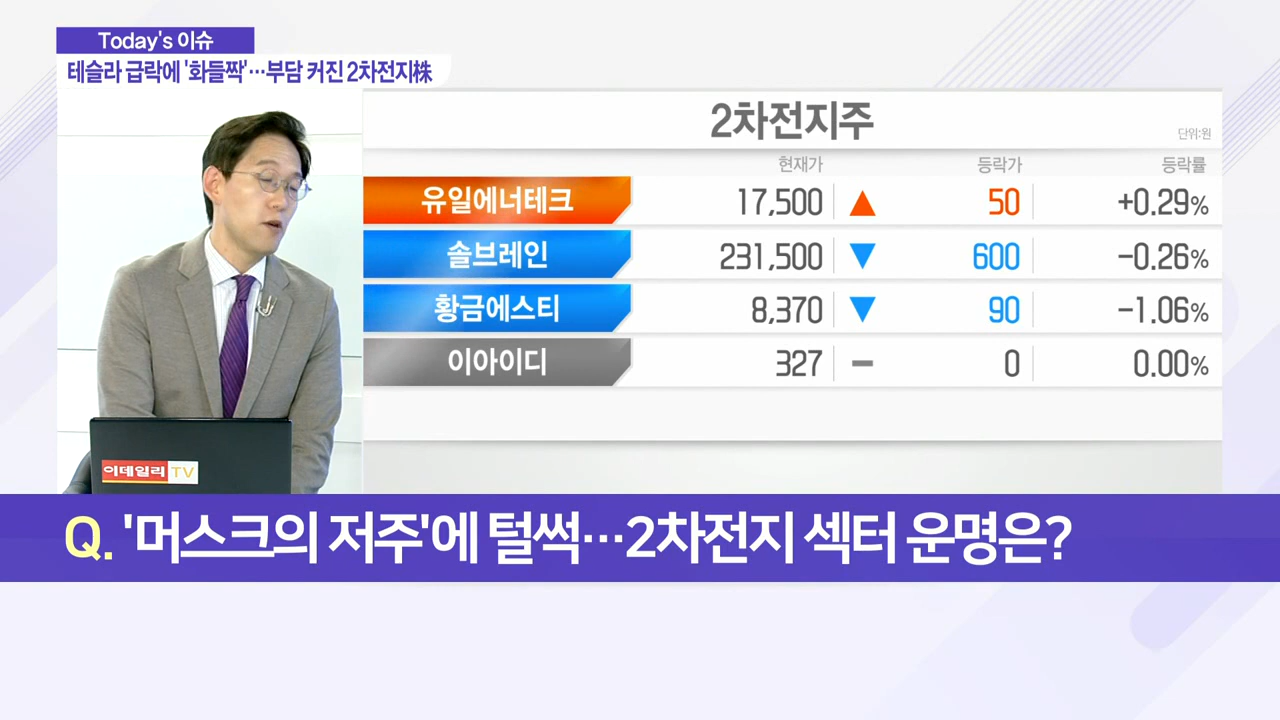 Today's 이슈
테슬라 급락에 '화들짝'…부담 커진 2차전지株
2차전지주
단위:원
현재가 등락가 등락률
유일에너테크 17,500 ▲ 50 +0.29%
솔브레인 231,500 ▼ 600 -0.26%
황금에스티 8,370 ▼ 90 -1.06%
이아이디 327 - 0 0.00%
이데일리 TV
Q. '머스크의 저주'에 털썩…2차전지 섹터 운명은?